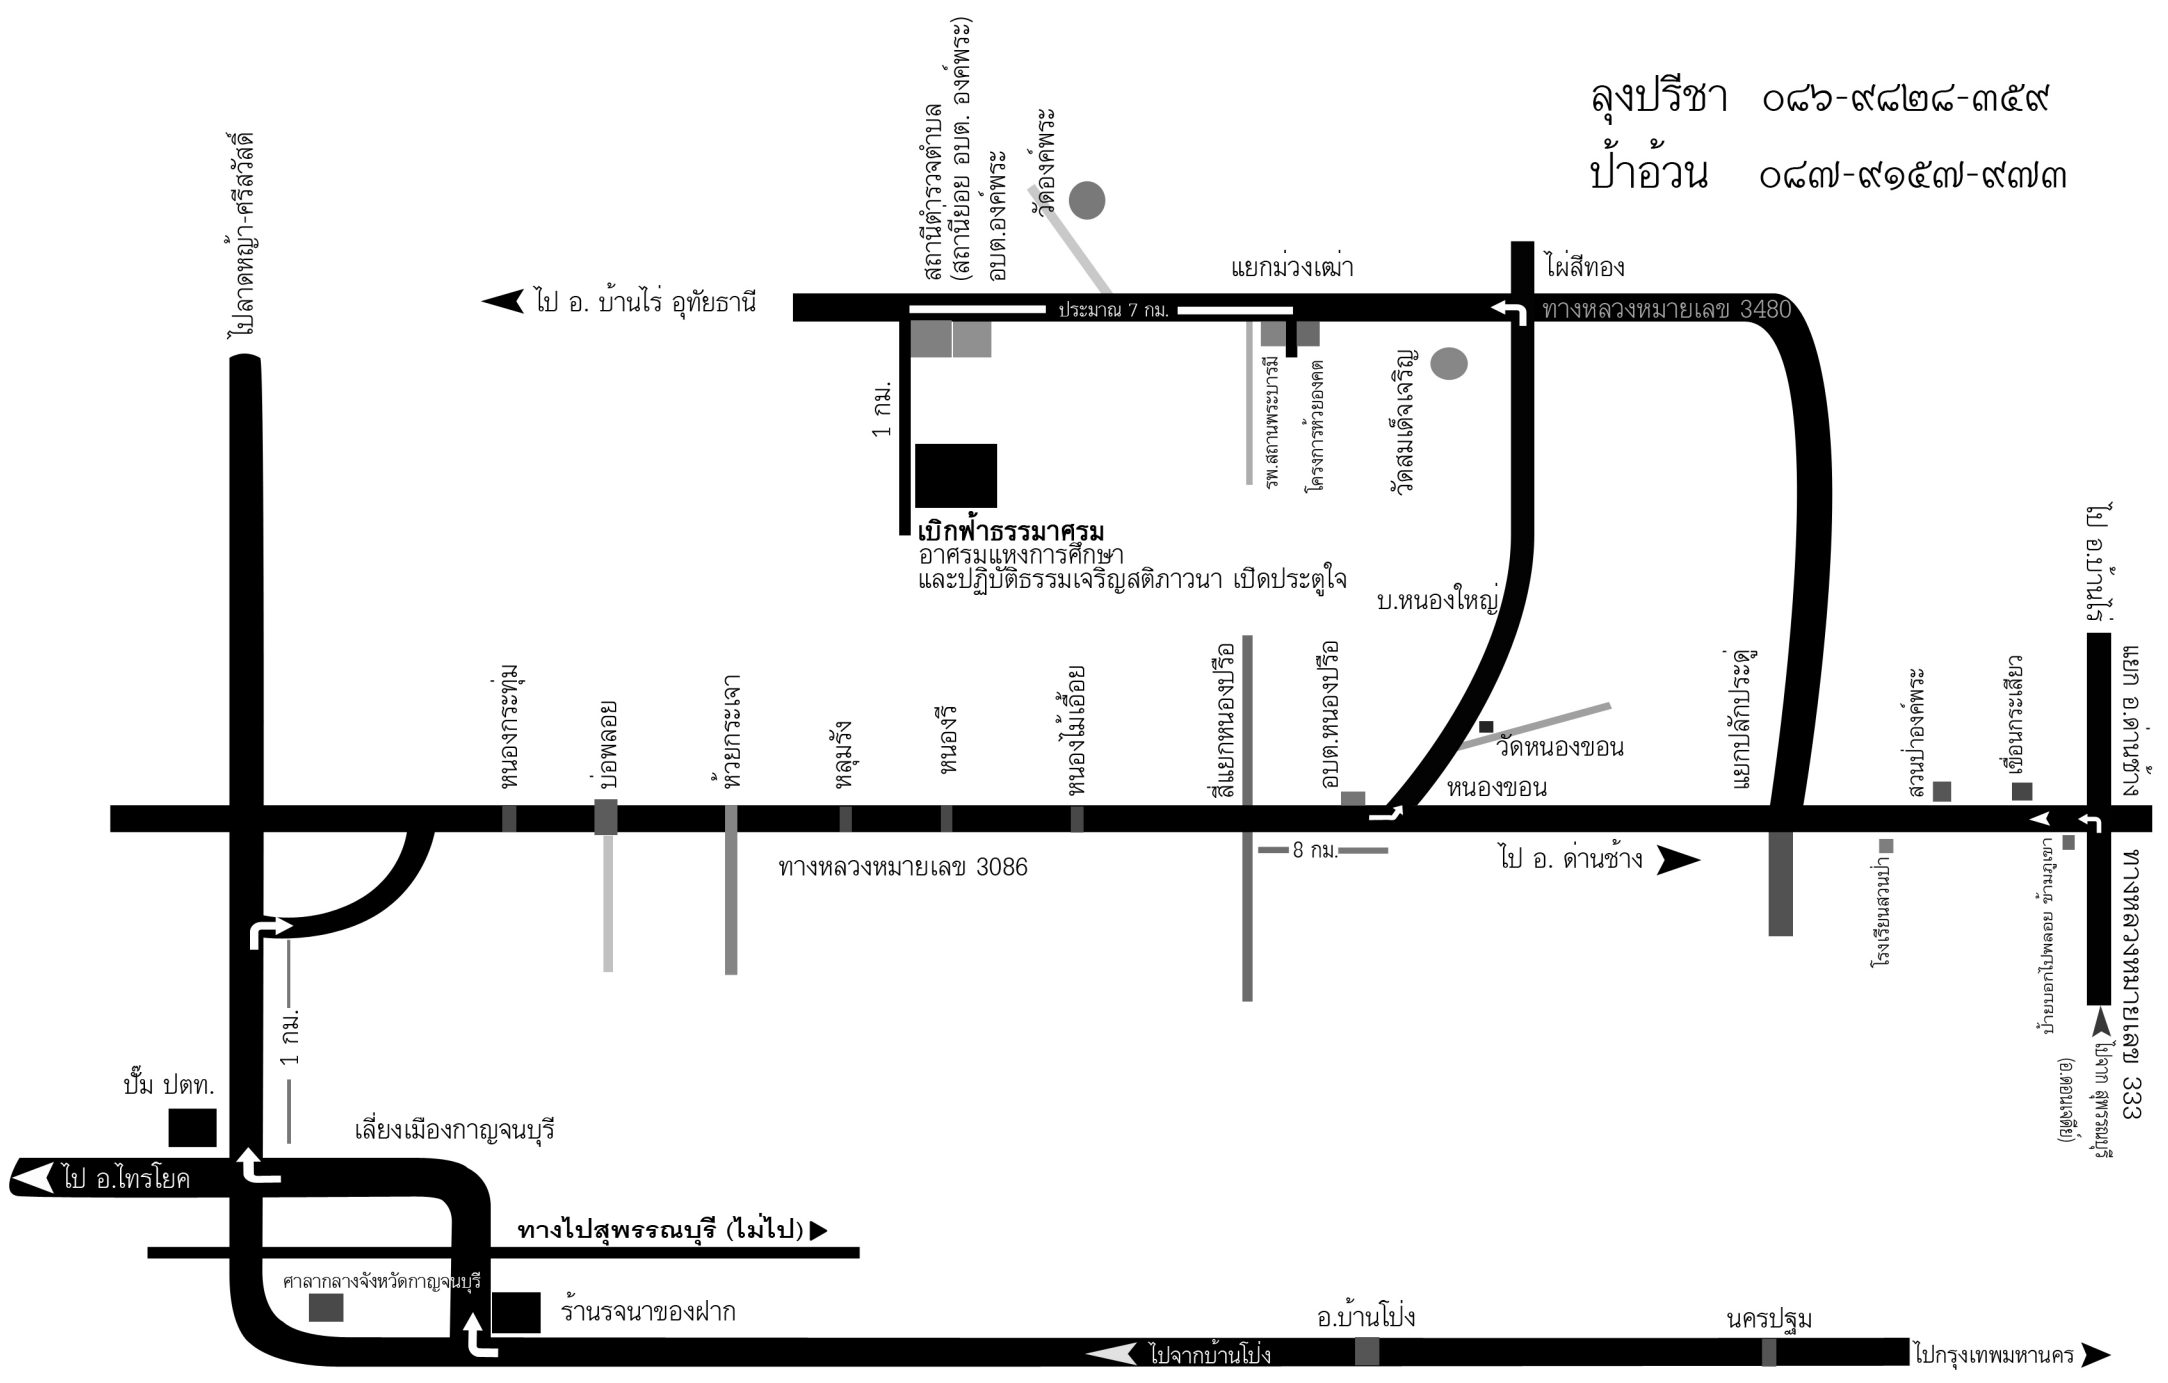 ลุงปรีชา ๐๘๖-๙๘๒๘-๓๕๙
ป้าอ้วน ๐๘๗-๙๑๕๗-๙๗๓
ไปลาดหญ้า-ศรีสวัสดิ์
สถานีตำรวจตำบล
(สถานีย่อย อบต. องค์พระ)
อบต.องค์พระ
วัดองค์พระ
แยกม่วงเฒ่า
ไผ่สีทอง
ไป อ. บ้านไร่ อุทัยธานี
ประมาณ 7 กม.
ทางหลวงหมายเลข 3480
1 กม.
รพ.สถานพระบารมี
โครงการห้วยองคต
วัดสมเด็จเจริญ
เบิกฟ้าธรรมาศรม
อาศรมแหงการศึกษา
และปฏิบัติธรรมเจริญสติภาวนา เปิดประตูใจ
บ.หนองใหญ่
ไป อ.บ้านไร่
แยก อ.ด่านช้าง
หนองกระทุ่ม
บ่อพลอย
ห้วยกระเจา
หลุมรัง
หนองรี
หนองไม้เอื้อย
สี่แยกหนองปรือ
อบต.หนองปรือ
วัดหนองขอน
หนองขอน
แยกปลักประดู่
สวนป่าองค์พระ
เขื่อนกระเสียว
ทางหลวงหมายเลข 3086
8 กม.
ไป อ. ด่านช้าง
โรงเรียนสวนป่า
ป้ายบอกไปพลอย ข้ามภูเขา
ทางหลวงหมายเลข 333
ไปจาก สุพรรณบุรี
(อ.ดอนเจดีย์)
1 กม.
ปั๊ม ปตท.
เลี่ยงเมืองกาญจนบุรี
ไป อ.ไทรโยค
ทางไปสุพรรณบุรี (ไม่ไป)
ศาลากลางจังหวัดกาญจนบุรี
ร้านรจนาของฝาก
อ.บ้านโป่ง
นครปฐม
ไปจากบ้านโป่ง
ไปกรุงเทพมหานคร